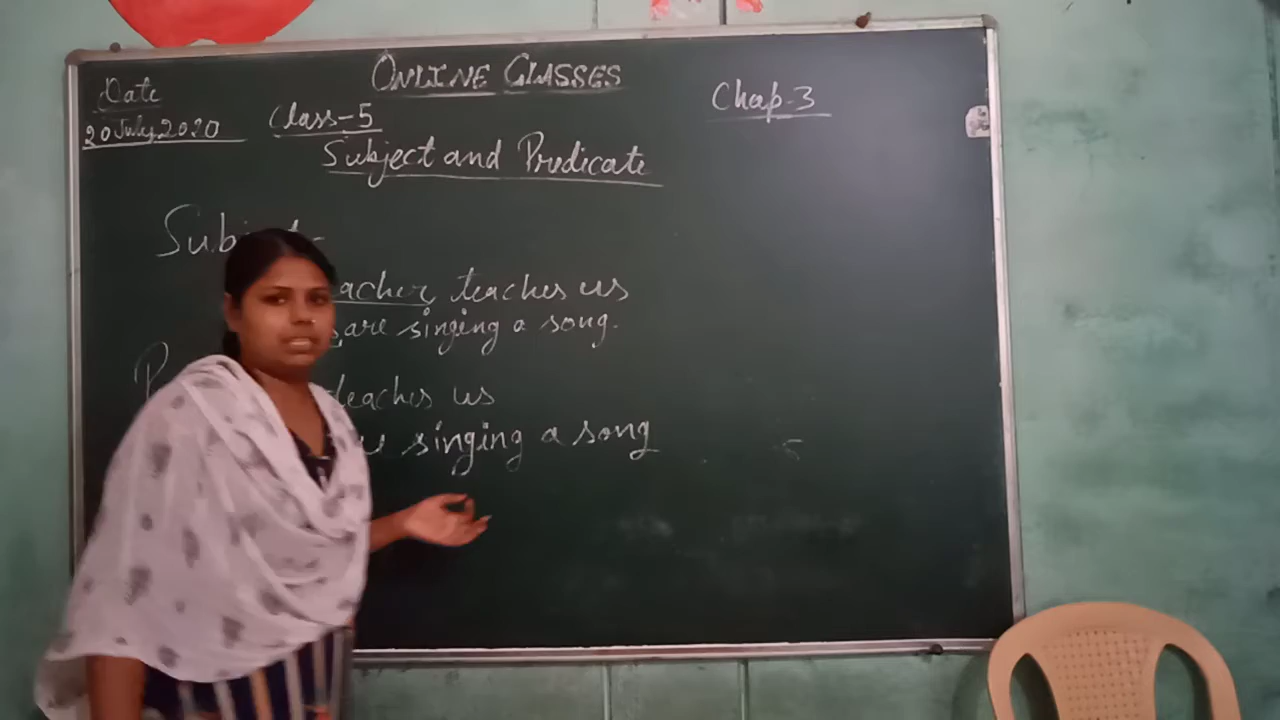 ONLINE CLASSES
Date
Chap-3
20 July 2020
Class-5
Subject and Predicate
Subject-
teaches us
are singing a song.
teaches us
singing a song